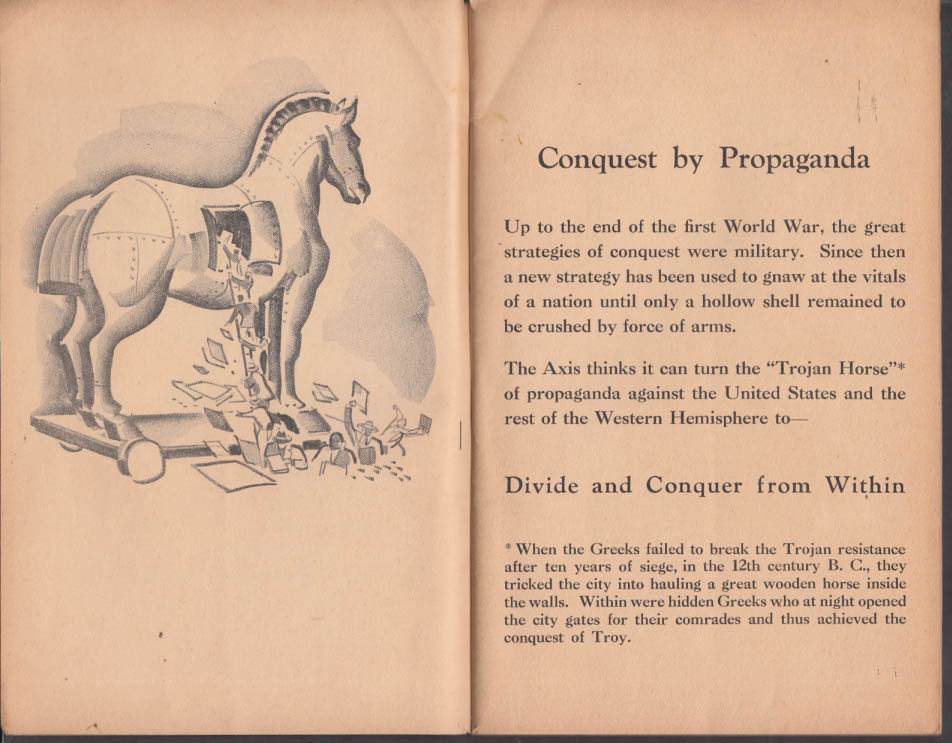 Conquest by Propaganda
Up to the end of the first World War, the great
strategies of conquest were military. Since then
a new strategy has been used to gnaw at the vitals
of a nation until only a hollow shell remained to
be crushed by force of arms.
The Axis thinks it can turn the “Trojan Horse”*
of propaganda against the United States and the
rest of the Western Hemisphere to—
Divide and Conquer from Within
* When the Greeks failed to break the Trojan resistance
after ten years of siege, in the 12th century B. C., they
tricked the city into hauling a great wooden horse inside
the walls. Within were hidden Greeks who at night opened
the city gates for their comrades and thus achieved the
conquest of Troy.